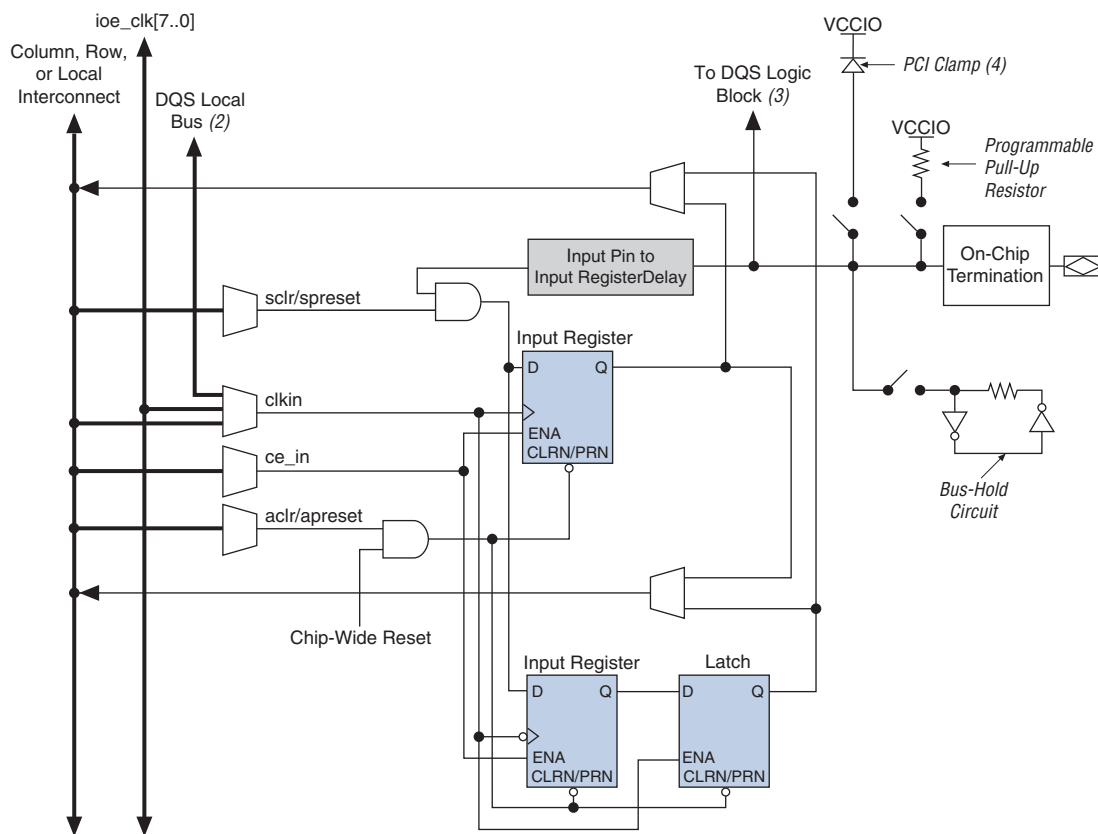 ioe_clk[7..0]
Column, Row,
or Local
Interconnect
DQS Local
Bus (2)
To DQS Logic
Block (3)
VCCIO
PCI Clamp (4)
VCCIO
Programmable
Pull-Up
Resistor
Input Pin to
Input RegisterDelay
On-Chip
Termination
sclr/spreset
Input Register
D
Q
clkin
ENA
CLRN/PRN
ce_in
aclr/apreset
Bus-Hold
Circuit
Chip-Wide Reset
Input Register
D
Q
ENA
CLRN/PRN
Latch
D
Q
ENA
CLRN/PRN